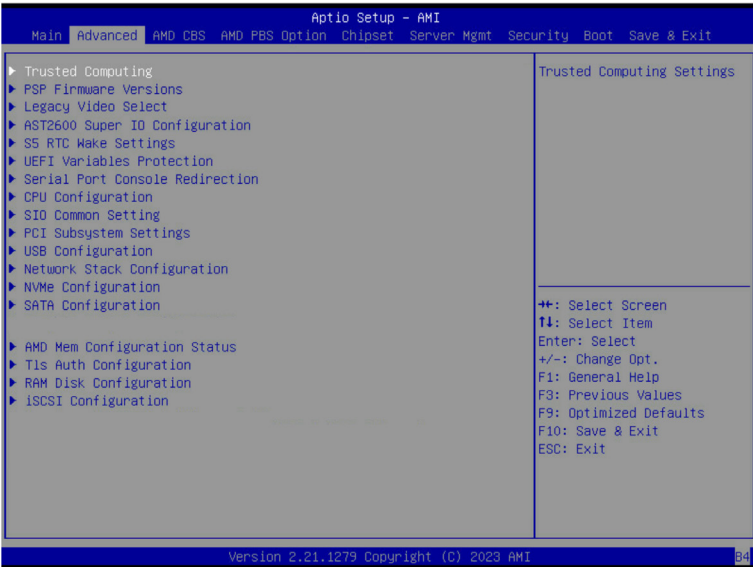 Aptio Setup – AMI
Main Advanced AMD CBS AMD PBS Option Chipset Server Mgmt Security Boot Save & Exit
▶ Trusted Computing
▶ PSP Firmware Versions
▶ Legacy Video Select
▶ AST2600 Super IO Configuration
▶ S5 RTC Wake Settings
▶ UEFI Variables Protection
▶ Serial Port Console Redirection
▶ CPU Configuration
▶ SIO Common Setting
▶ PCI Subsystem Settings
▶ USB Configuration
▶ Network Stack Configuration
▶ NVMe Configuration
▶ SATA Configuration
▶ AMD Mem Configuration Status
▶ Tls Auth Configuration
▶ RAM Disk Configuration
▶ iSCSI Configuration
Trusted Computing Settings
→←: Select Screen
↑↓: Select Item
Enter: Select
+/-: Change Opt.
F1: General Help
F3: Previous Values
F9: Optimized Defaults
F10: Save & Exit
ESC: Exit
Version 2.21.1279 Copyright (C) 2023 AMI
B4